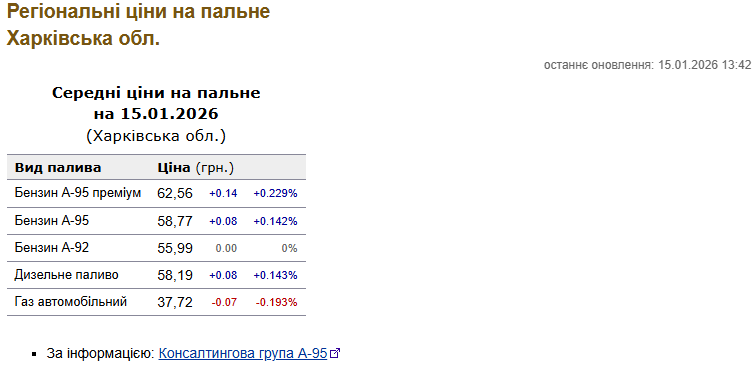 Регіональні ціни на пальне
Харківська обл.
останнє оновлення: 15.01.2026 13:42
Середні ціни на пальне
на 15.01.2026
(Харківська обл.)
Вид палива Ціна (грн.)
Бензин А-95 преміум 62,56 +0.14 +0.229%
Бензин А-95 58,77 +0.08 +0.142%
Бензин А-92 55,99 0.00 0%
Дизельне паливо 58,19 +0.08 +0.143%
Газ автомобільний 37,72 -0.07 -0.193%
За інформацією: Консалтингова група А-95